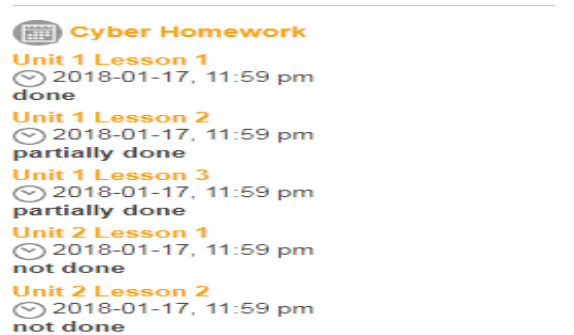 Cyber Homework
Unit 1 Lesson 1
2018-01-17, 11:59 pm
done
Unit 1 Lesson 2
2018-01-17, 11:59 pm
partially done
Unit 1 Lesson 3
2018-01-17, 11:59 pm
partially done
Unit 2 Lesson 1
2018-01-17, 11:59 pm
not done
Unit 2 Lesson 2
2018-01-17, 11:59 pm
not done